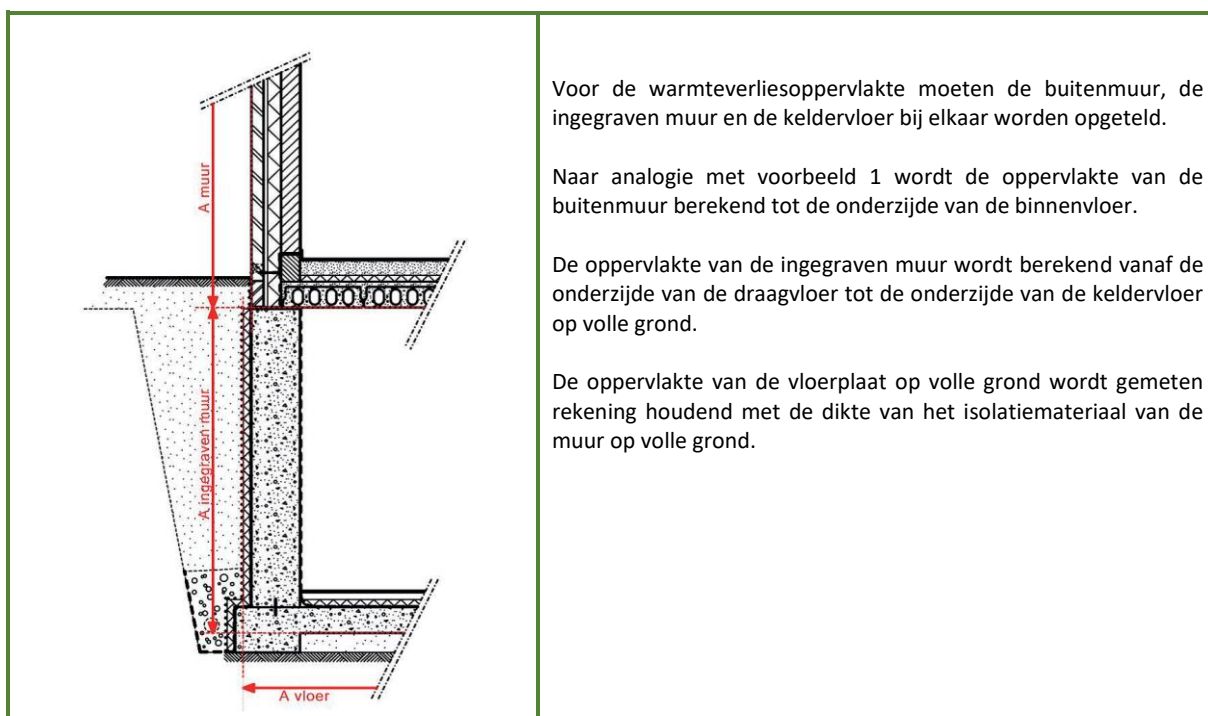 A muur
A ingegraven muur
A vloer
Voor de warmteverliesoppervlakte moeten de buitenmuur, de
ingegraven muur en de keldervloer bij elkaar worden opgeteld.
Naar analogie met voorbeeld 1 wordt de oppervlakte van de
buitenmuur berekend tot de onderzijde van de binnenvloer.
De oppervlakte van de ingegraven muur wordt berekend vanaf de
onderzijde van de draagvloer tot de onderzijde van de keldervloer
op volle grond.
De oppervlakte van de vloerplaat op volle grond wordt gemeten
rekening houdend met de dikte van het isolatiemateriaal van de
muur op volle grond.